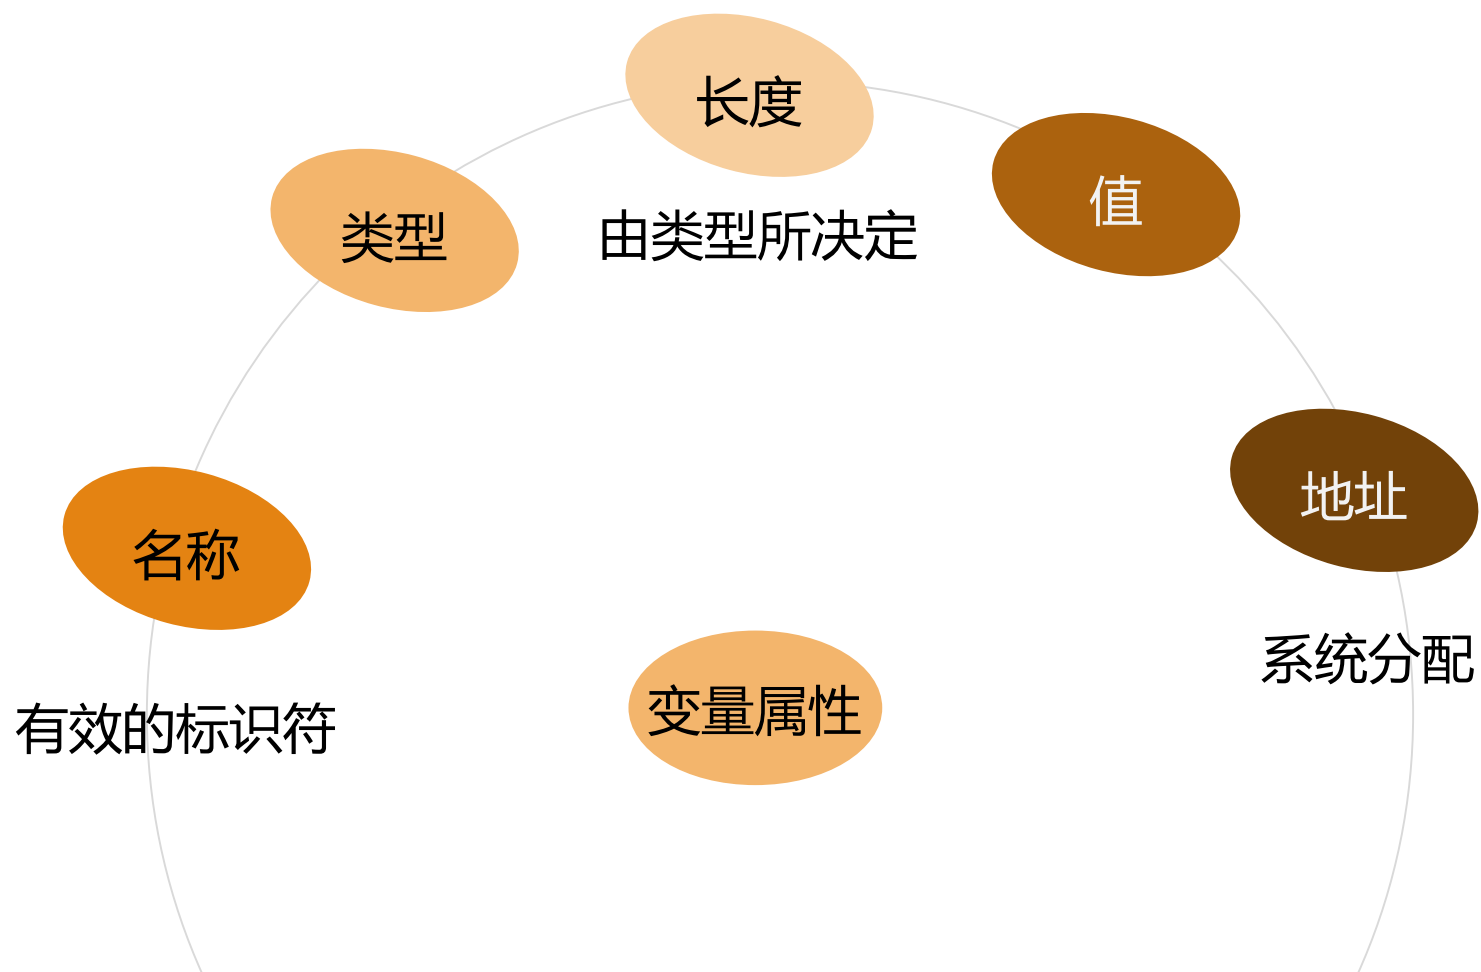 长度
值
类型
由类型所决定
地址
名称
系统分配
变量属性
有效的标识符